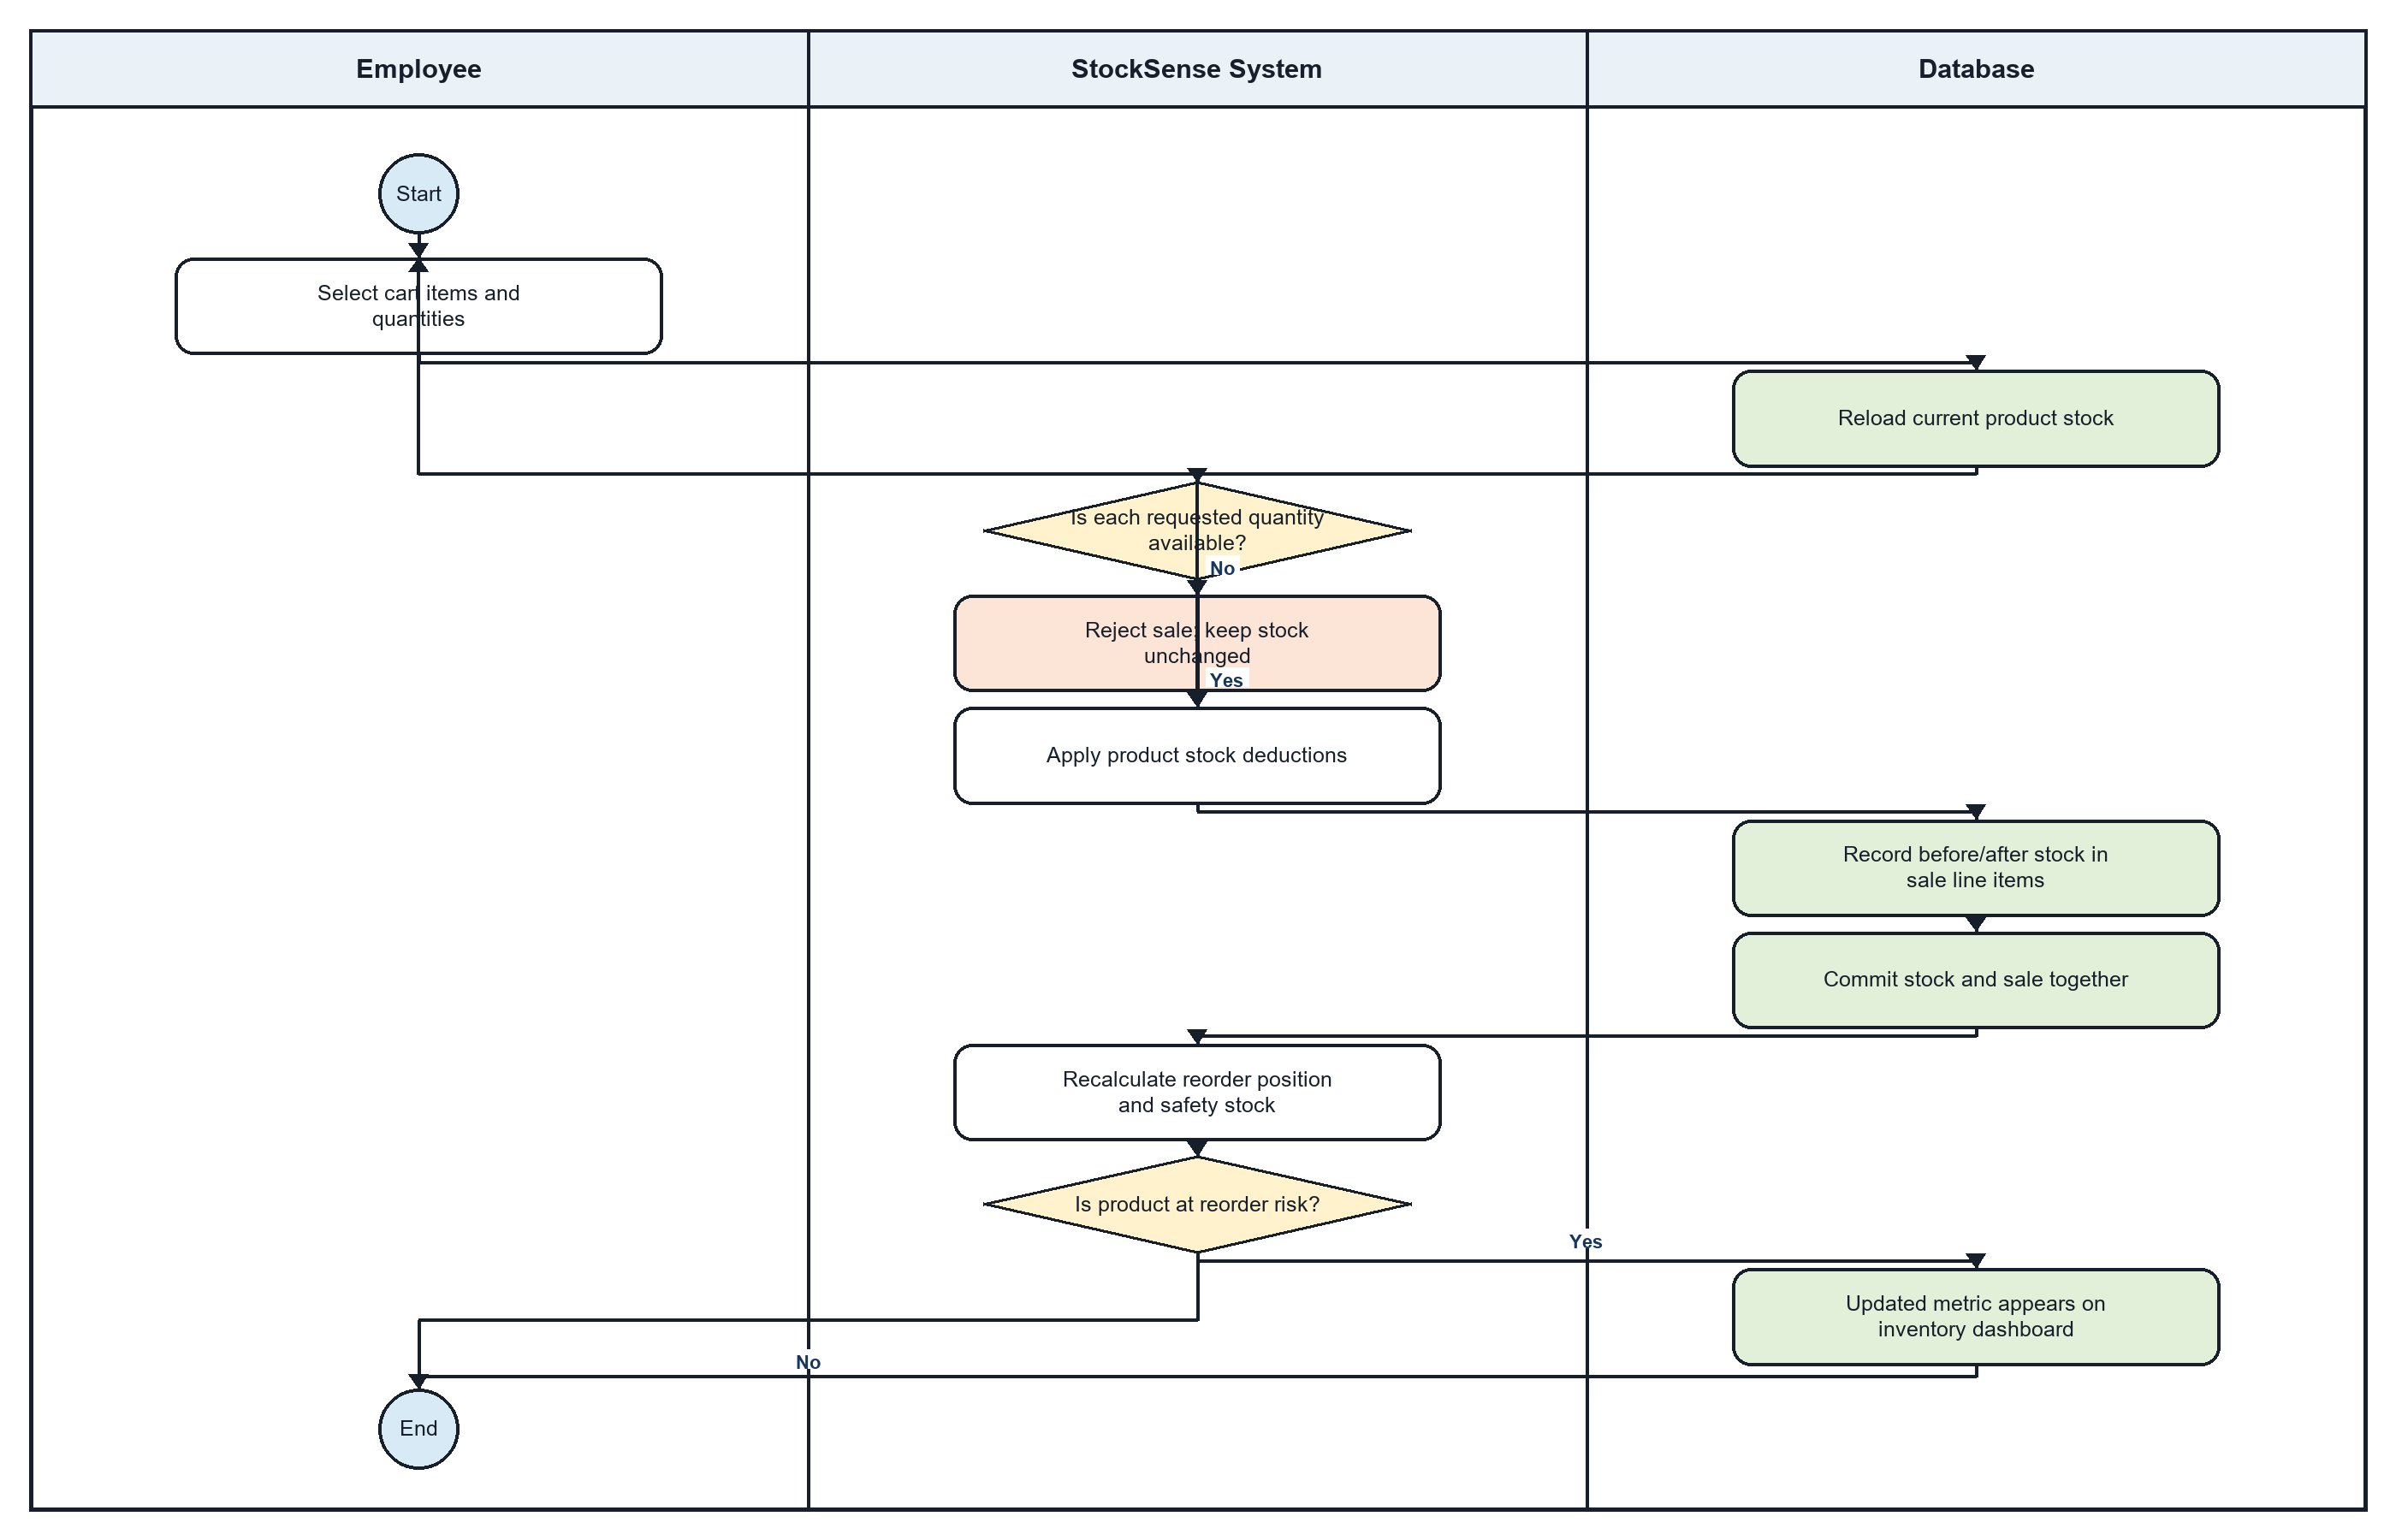 Employee
StockSense System
Database
Start
Select cart items and
quantities
Reload current product stock
Is each requested quantity
available?
No
Reject sale; keep stock
unchanged
Yes
Apply product stock deductions
Record before/after stock in
sale line items
Commit stock and sale together
Recalculate reorder position
and safety stock
Is product at reorder risk?
Yes
Updated metric appears on
inventory dashboard
No
End